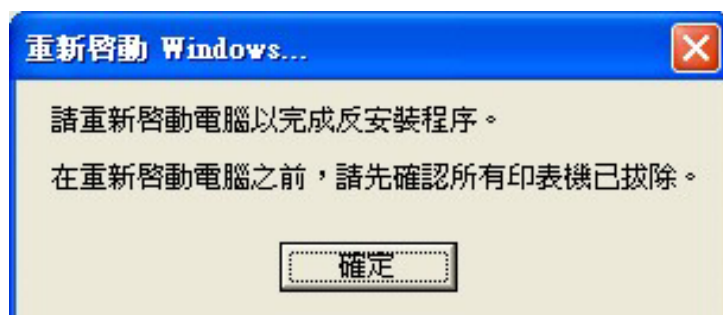 重新啓動 Windows...
請重新啓動電腦以完成反安裝程序。
在重新啓動電腦之前，請先確認所有印表機已拔除。
確定